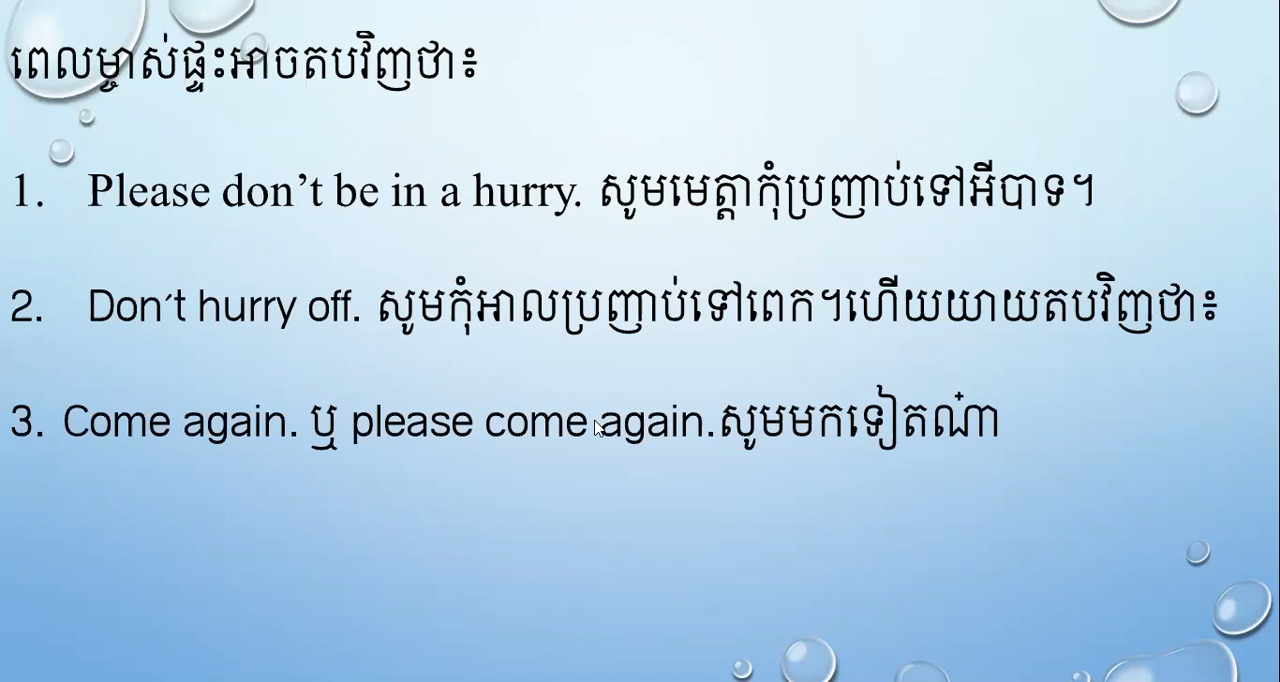 ពេលម្ចាស់ផ្ទះអាចតបវិញថា៖
1. Please don’t be in a hurry. សូមមេត្តាកុំប្រញាប់ទៅអីបាទ។
2. Don´t hurry off. សូមកុំអាលប្រញាប់ទៅពេក។ហើយយាយតបវិញថា៖
3. Come again. ឬ please come again.សូមមកទៀតណ៎ា